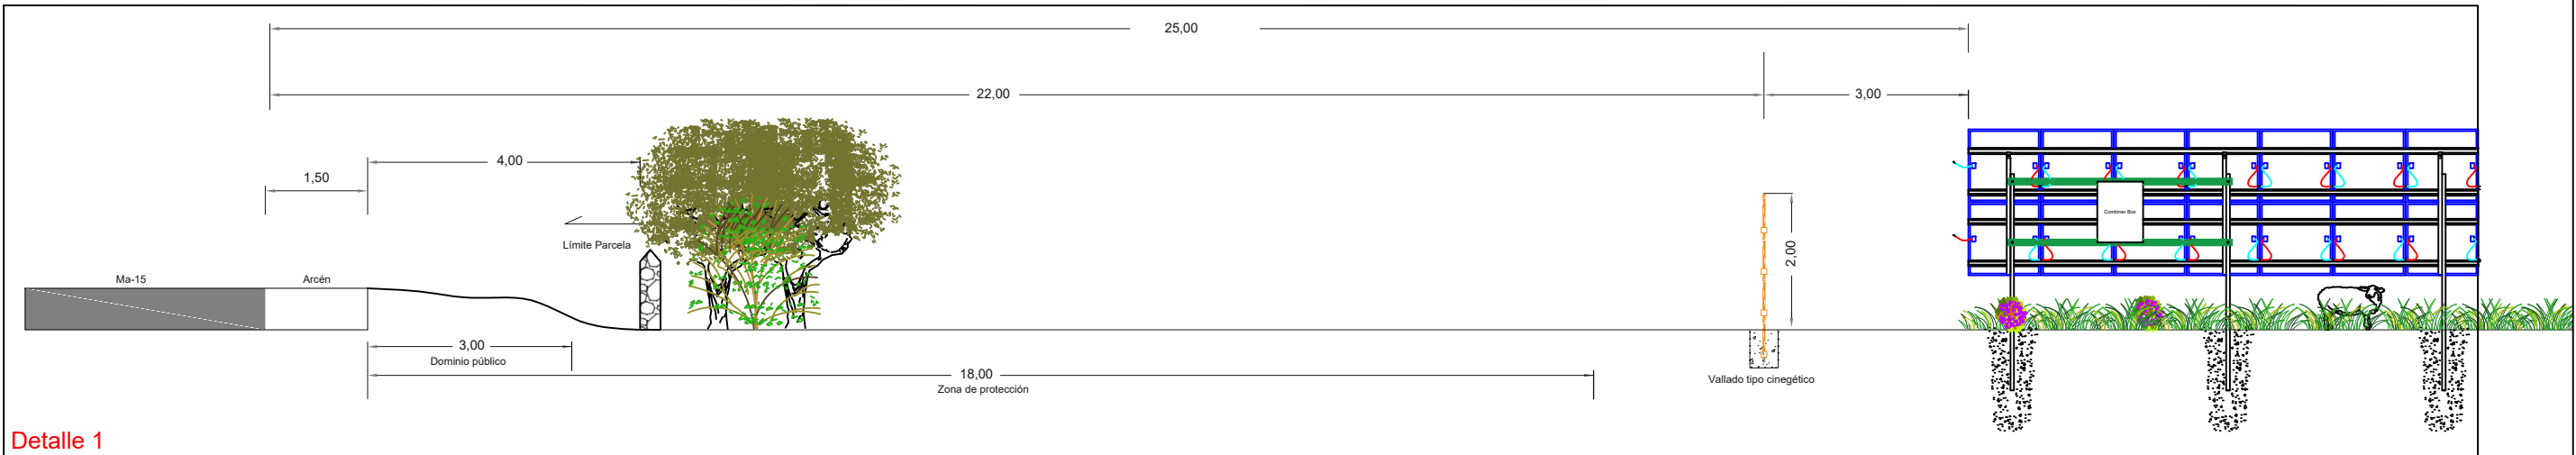 25,00
22,00
3,00
4,00
1,50
Límite Parcela
2,00
Combiner Box
Ma-15
Arcén
3,00
Dominio público
18,00
Zona de protección
Vallado tipo cinegético
Detalle 1